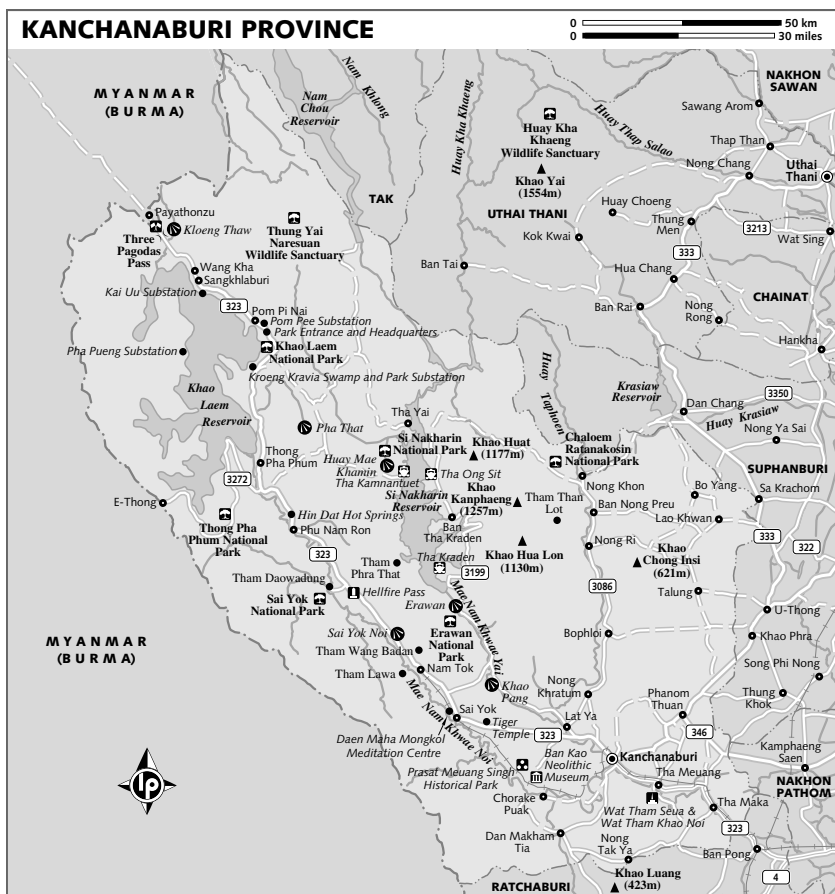 KANCHANABURI PROVINCE
0 50 km
0 30 miles
MYANMAR
(BURMA)
Nam
Chou
Reservoir
Nam Khlong
Huay Kha Khaeng
Huay Kha
Khaeng
Wildlife Sanctuary
Khao Yai
(1554m)
Huay Thap Salao
NAKHON
SAWAN
Sawang Arom
Thap Than
Nong Chang
Uthai
Thani
TAK
UTHAI THANI
Huay Choeng
Thung
Men
Kok Kwai
3213
333
Wat Sing
Payathonzu
Three
Pagodas
Pass
Kloeng Thaw
Thung Yai
Naresuan
Wildlife Sanctuary
Wang Kha
Sangkhlaburi
Kai Uu Substation
Ban Tai
Hua Chang
CHAINAT
Ban Rai
Nong
Rong
Hankha
323
Pom Pi Nai
Pom Pee Substation
Park Entrance and Headquarters
Khao Laem
National Park
Pha Pueng Substation
Kroeng Kravia Swamp and Park Substation
Khao
Laem
Reservoir
Huay
Taphoen
Krasiaw
Reservoir
Dan Chang
3350
Huay Krasiaw
Nong Ya Sai
SUPHANBURI
Tha Yai
Pha That
Si Nakharin
National Park
Khao Huat
(1177m)
Chaloem
Ratanakosin
National Park
Huay Mae
Khamin
Tha Kamnantuet
Tha Ong Sit
Si Nakharin
Reservoir
Khao
Kanphaeng
(1257m)
Tham Than
Lot
Nong Khon
Ban Nong Preu
Bo Yang
Sa Krachom
Lao Khwan
Thong
Pha Phum
3272
E-Thong
Thong Pha
Phum National
Park
Hin Dat Hot Springs
Phu Nam Ron
Ban
Tha Kraden
Khao Hua Lon
(1130m)
Nong Ri
Khao
Chong Insi
(621m)
333
322
323
Tham
Phra That
Tha Kraden
3199
3086
Talung
Tham Daowadung
Hellfire Pass
Sai Yok
National Park
Erawan
Mae Nam Khwae Yai
U-Thong
MYANMAR
(BURMA)
Sai Yok Noi
Erawan
National
Park
Bophloi
Khao Phra
Tham Wang Badan
Nam Tok
Tham Lawa
Song Phi Nong
Khao
Pang
Nong
Khratum
Phanom
Thuan
Thung
Khok
Mae Nam Khwae Noi
Sai Yok
Tiger
Temple
Lat Ya
323
346
Daen Maha Mongkol
Meditation Centre
Ban Kao
Neolithic
Museum
Kanchanaburi
Kamphaeng
Saen
Prasat Meuang Singh
Historical Park
Tha Meuang
NAKHON
PATHOM
Chorake
Puak
Wat Tham Seua &
Wat Tham Khao Noi
Tha Maka
323
Dan Makham
Tia
Nong
Tak Ya
Ban Pong
RATCHABURI
Khao Luang
(423m)
4
lp